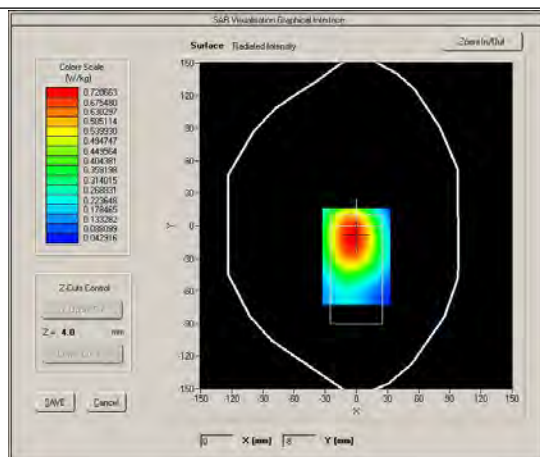 SAR Visualisation Graphical Interface
Surface Radiated Intensity
Zoom In/Out
Colors Scale
(W/kg)
0.720663
0.675480
0.630297
0.585114
0.539930
0.494747
0.449564
0.404381
0.359198
0.314015
0.268831
0.223648
0.178465
0.133282
0.088099
0.042916
150
120
90
60
30
0
-30
-60
-90
-120
-150
Y
-150 -120 -90 -60 -30 0 30 60 90 120 150
X
Z-Cuts Control
Z = 4.0 mm
SAVE Cancel
0 X (mm) 8 Y (mm)